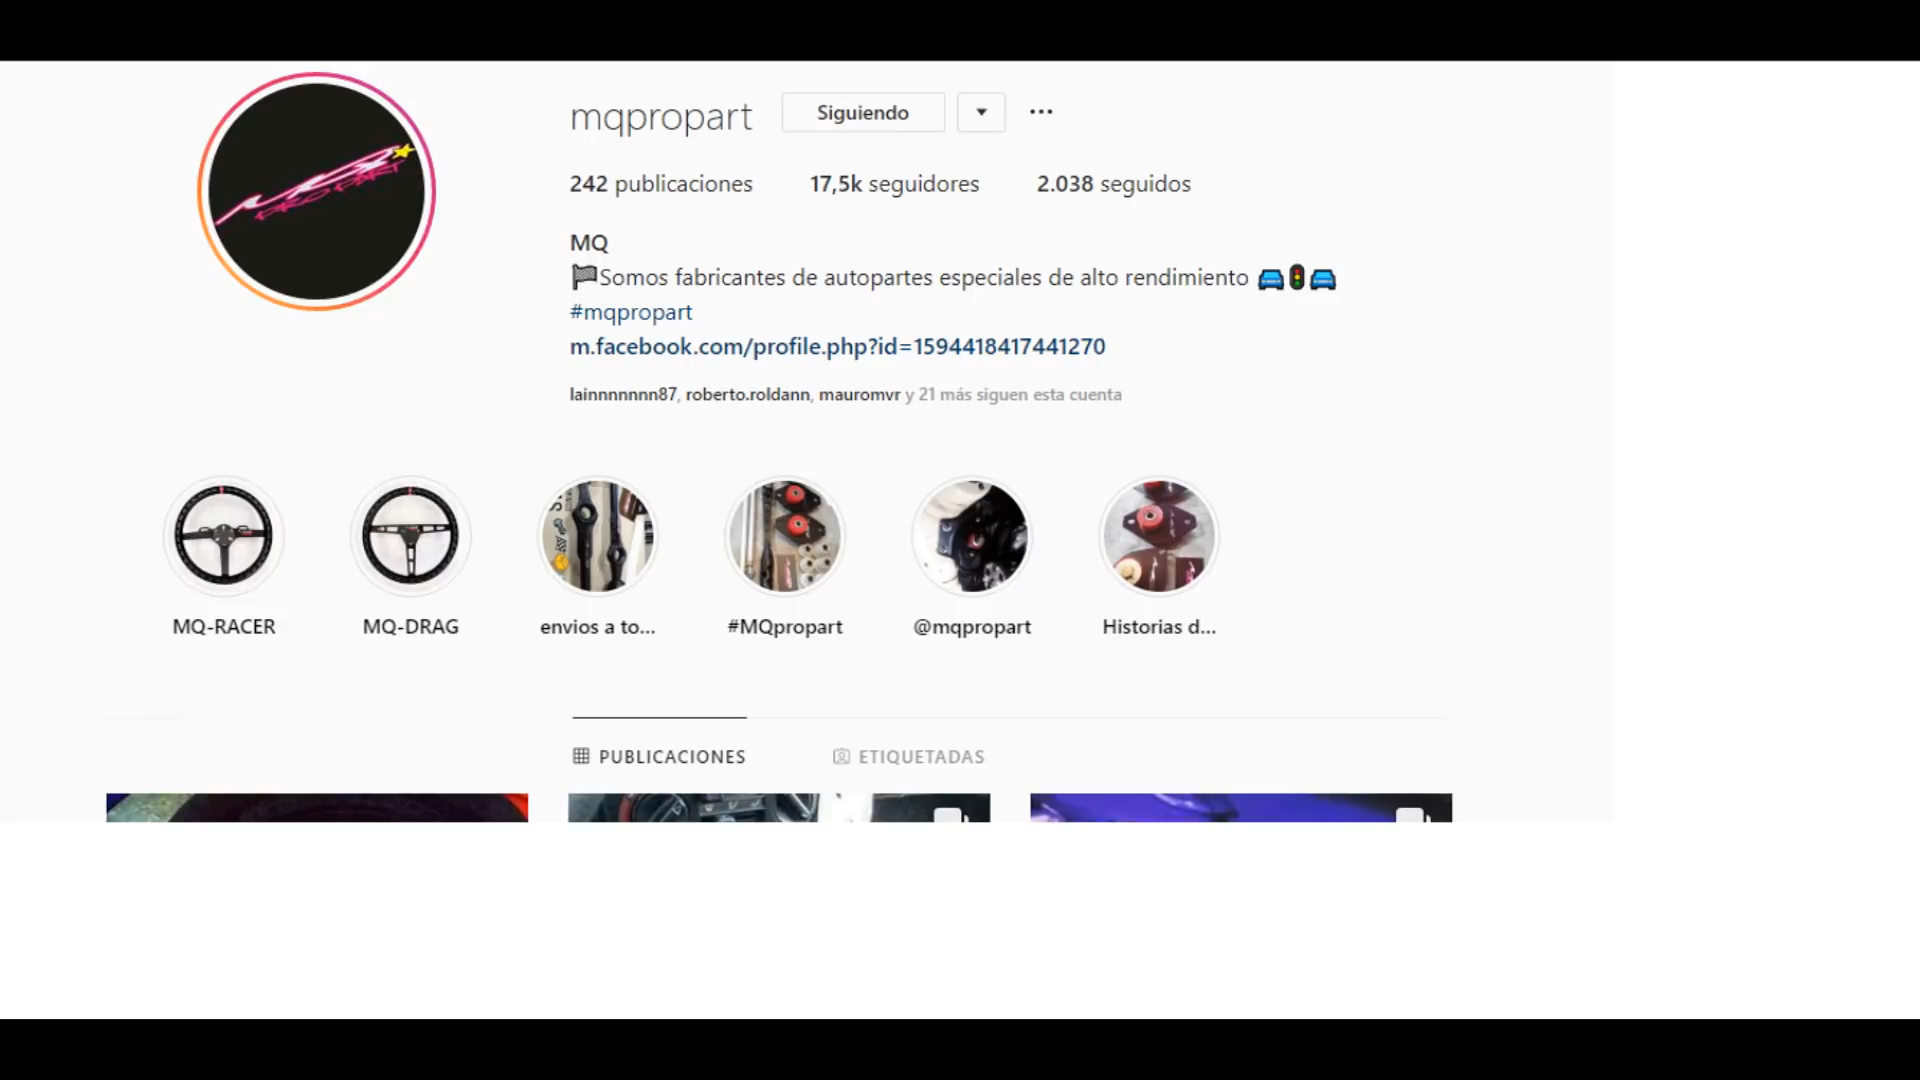 mqpropart Siguiendo
242 publicaciones 17,5k seguidores 2.038 seguidos
MQ
Somos fabricantes de autopartes especiales de alto rendimiento
#mqpropart
m.facebook.com/profile.php?id=1594418417441270
lainnnnnnn87, roberto.roldann, mauromvr y 21 más siguen esta cuenta
MQ-RACER MQ-DRAG envios a to... #MQpropart @mqpropart Historias d...
PUBLICACIONES ETIQUETADAS
PRO PART